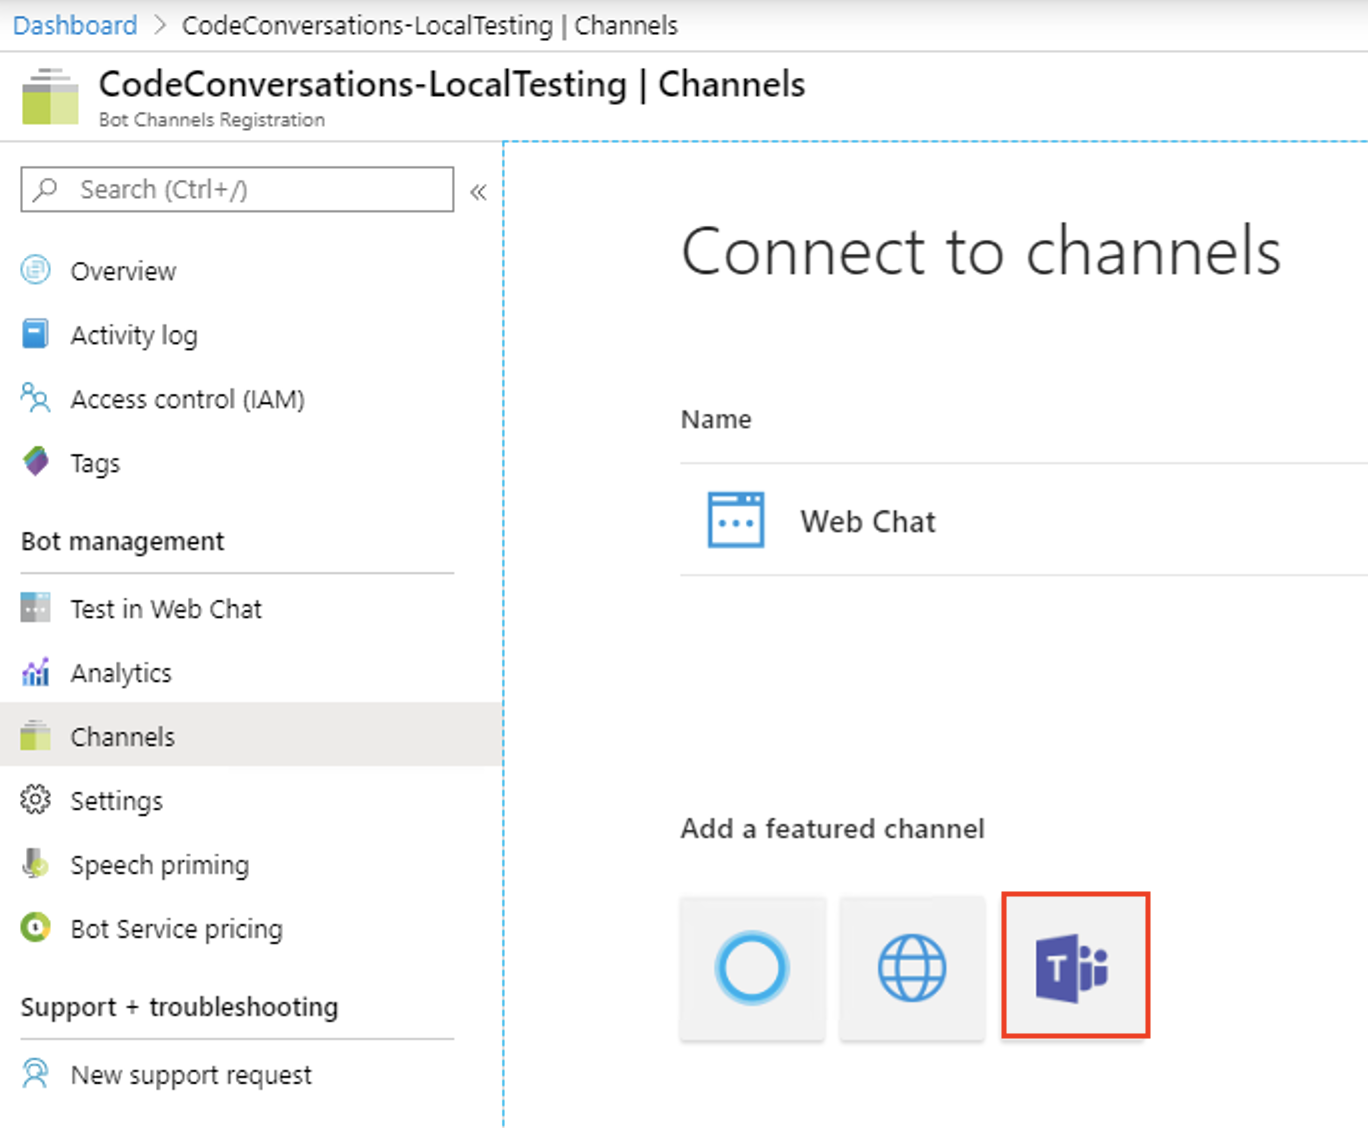 Dashboard > CodeConversations-LocalTesting | Channels
CodeConversations-LocalTesting | Channels
Bot Channels Registration
Search (Ctrl+/)
«
Overview
Activity log
Access control (IAM)
Tags
Bot management
Test in Web Chat
Analytics
Channels
Settings
Speech priming
Bot Service pricing
Support + troubleshooting
New support request
Connect to channels
Name
Web Chat
Add a featured channel
T